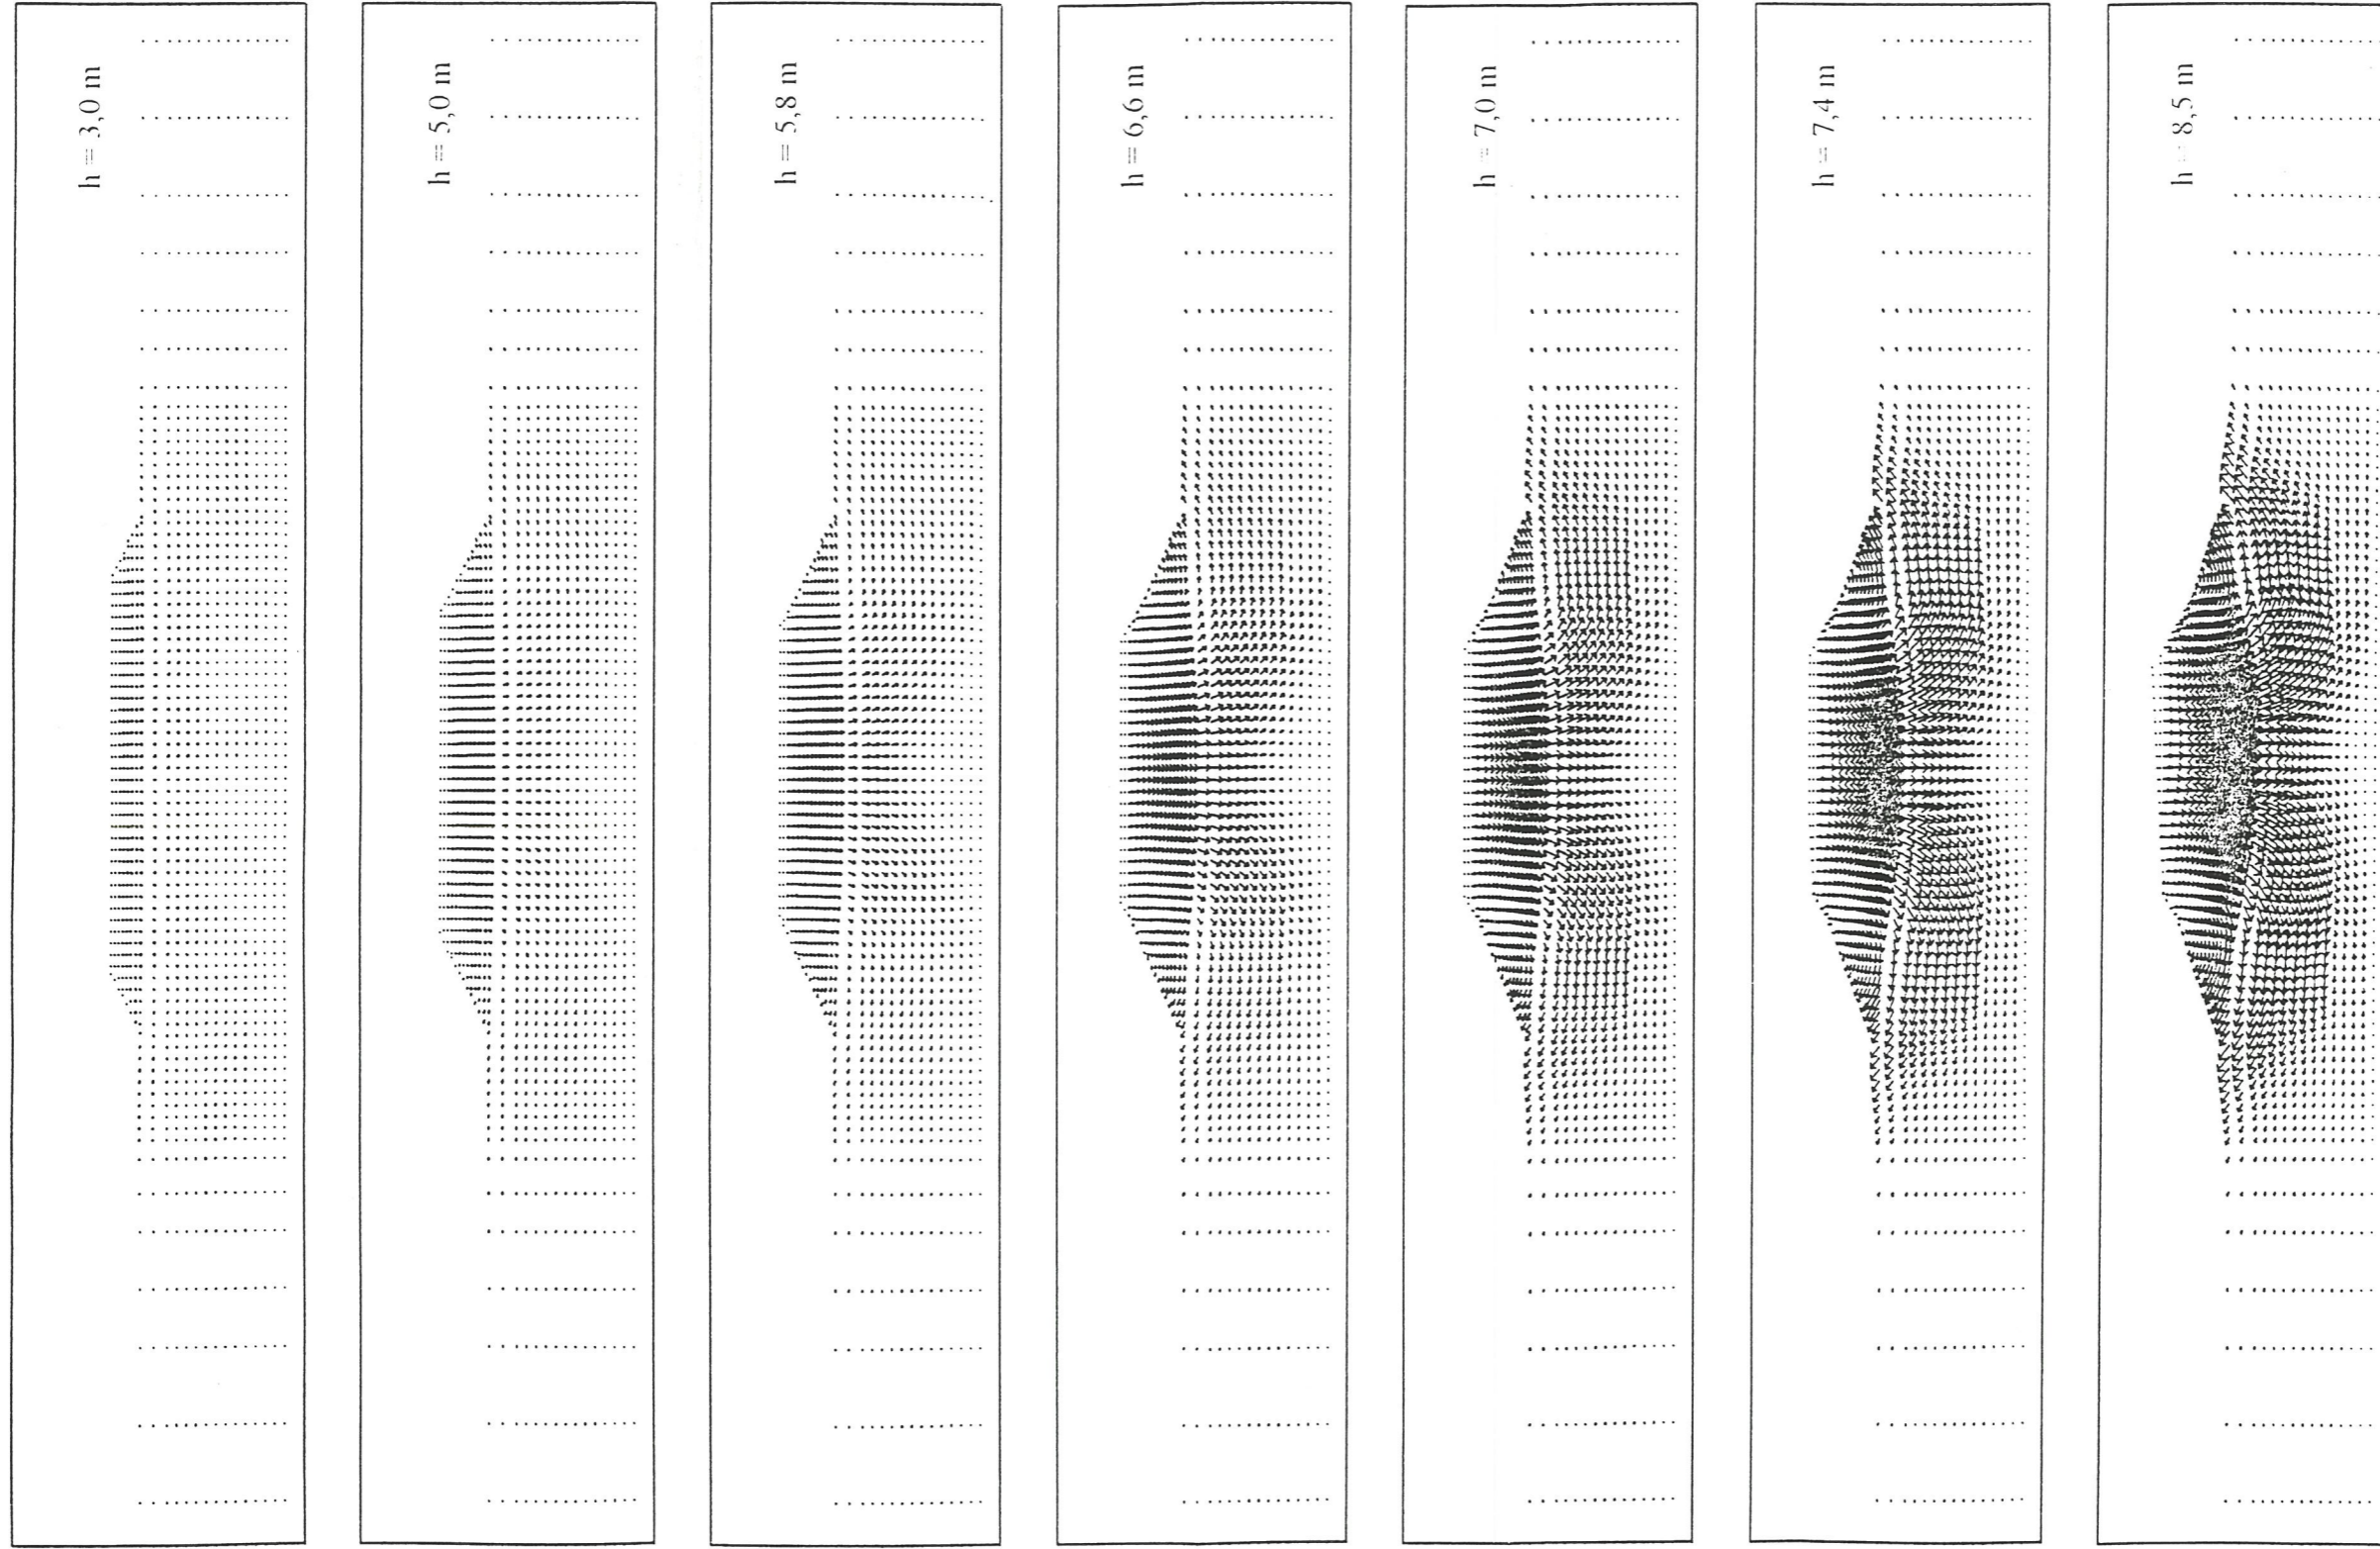 h = 3,0 m
h = 5,0 m
h = 5,8 m
h = 6,6 m
h = 7,0 m
h = 7,4 m
h = 8,5 m